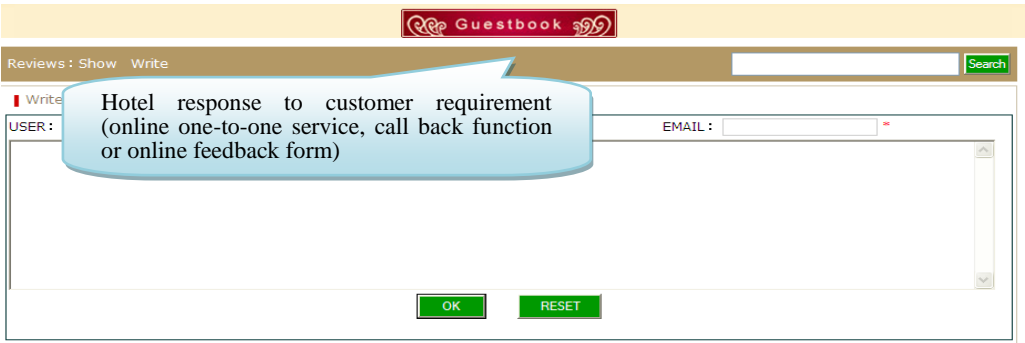 Guestbook
Reviews : Show Write
Search
Write
Hotel response to customer requirement
(online one-to-one service, call back function
or online feedback form)
USER :
EMAIL : *
OK RESET